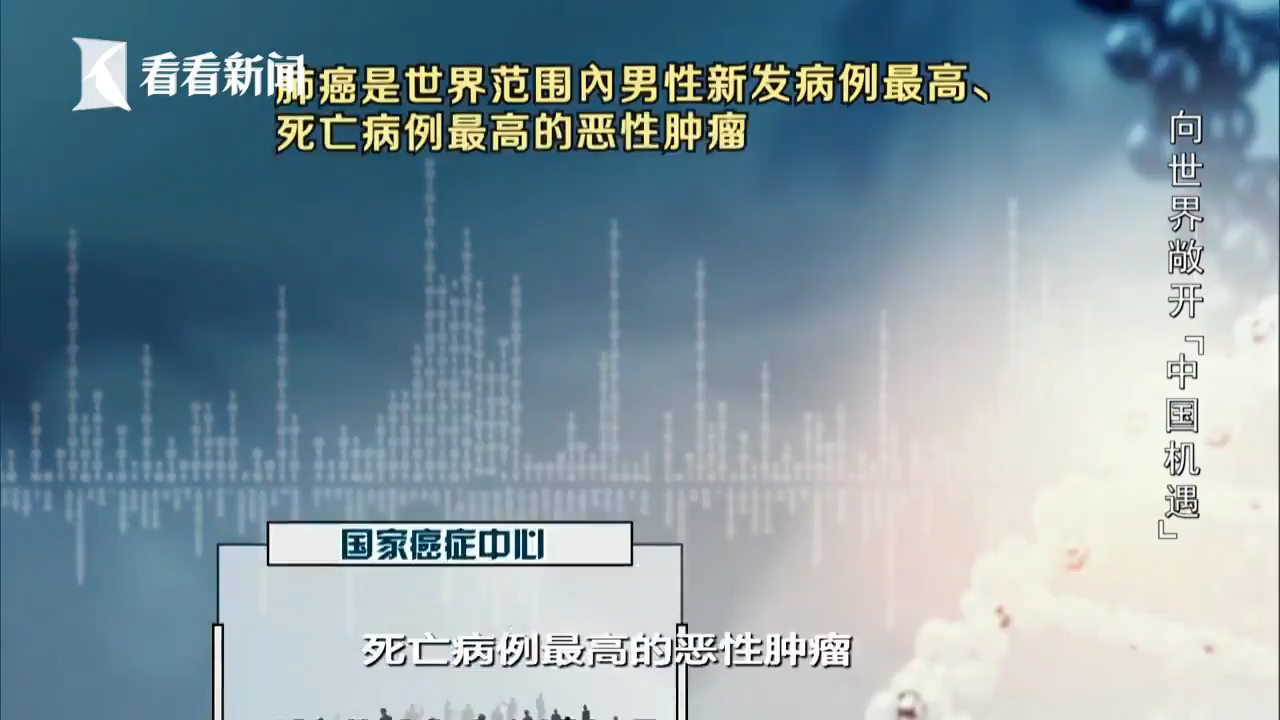 看看新闻
肺癌是世界范围内男性新发病例最高、
死亡病例最高的恶性肿瘤
向世界敞开「中国机遇」
国家癌症中心
死亡病例最高的恶性肿瘤